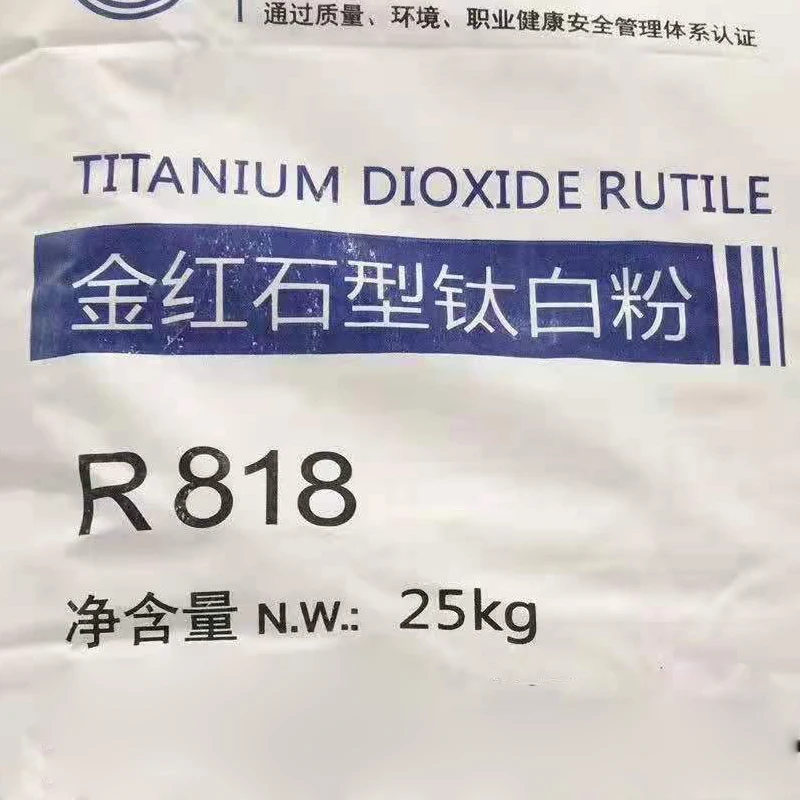 通过质量、环境、职业健康安全管理体系认证
TITANIUM DIOXIDE RUTILE
金红石型钛白粉
R818
净含量 N.W.: 25kg